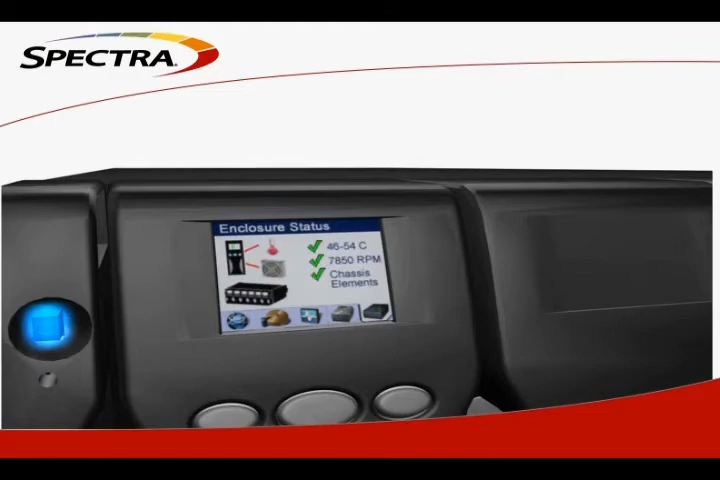 SPECTRA
Enclosure Status
46-54 C
7850 RPM
Chassis
Elements